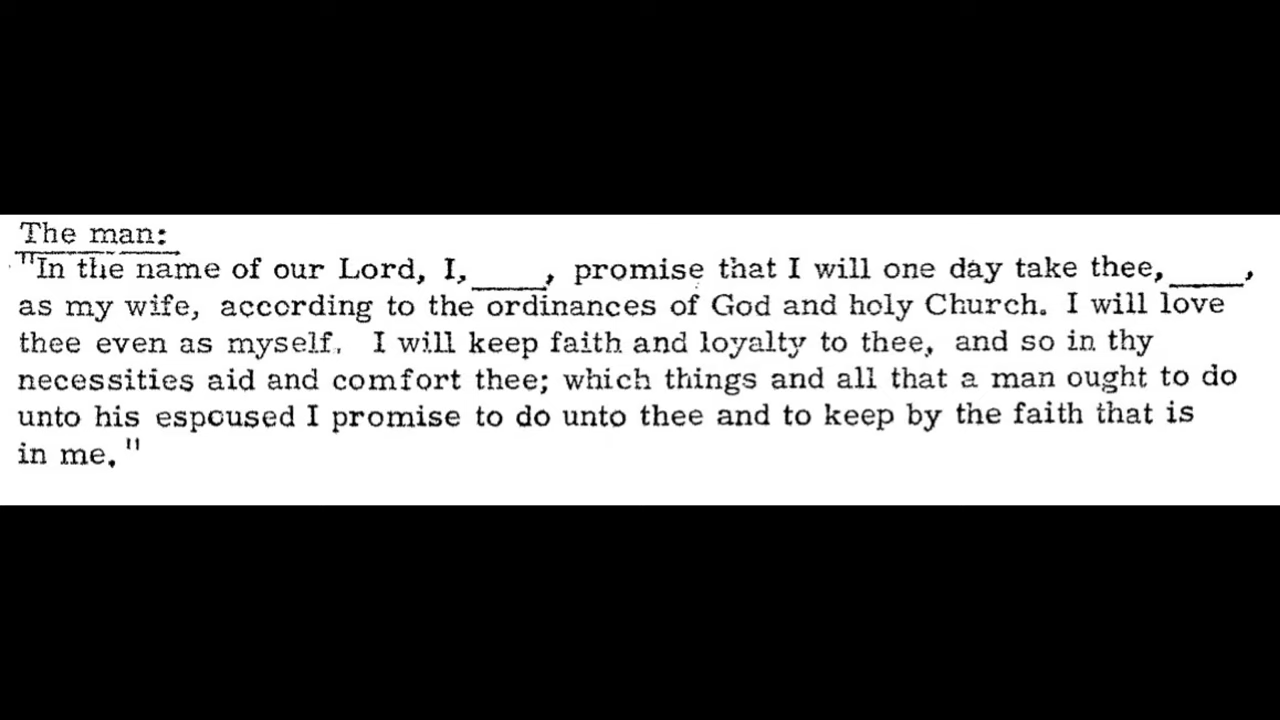 The man:
"In the name of our Lord, I, ____, promise that I will one day take thee, ____,
as my wife, according to the ordinances of God and holy Church. I will love
thee even as myself. I will keep faith and loyalty to thee, and so in thy
necessities aid and comfort thee; which things and all that a man ought to do
unto his espoused I promise to do unto thee and to keep by the faith that is
in me."